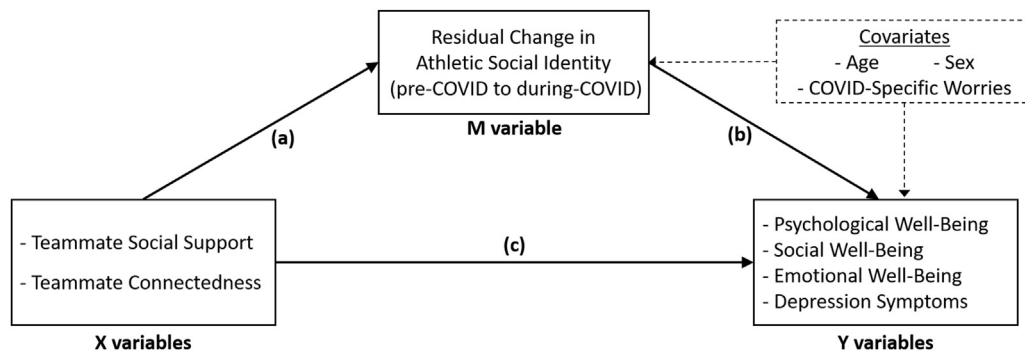 Residual Change in
Athletic Social Identity
(pre-COVID to during-COVID)
M variable
Covariates
- Age - Sex
- COVID-Specific Worries
(a)
(b)
- Teammate Social Support
- Teammate Connectedness
X variables
(c)
- Psychological Well-Being
- Social Well-Being
- Emotional Well-Being
- Depression Symptoms
Y variables